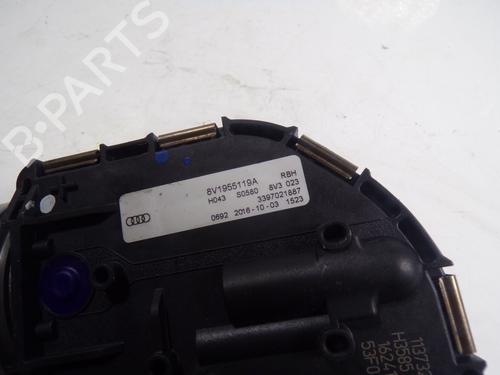 B-Parts
8V1955119A RBH
H043 S0580 8V3 023
3397021887
0692 2016-10-03 1523